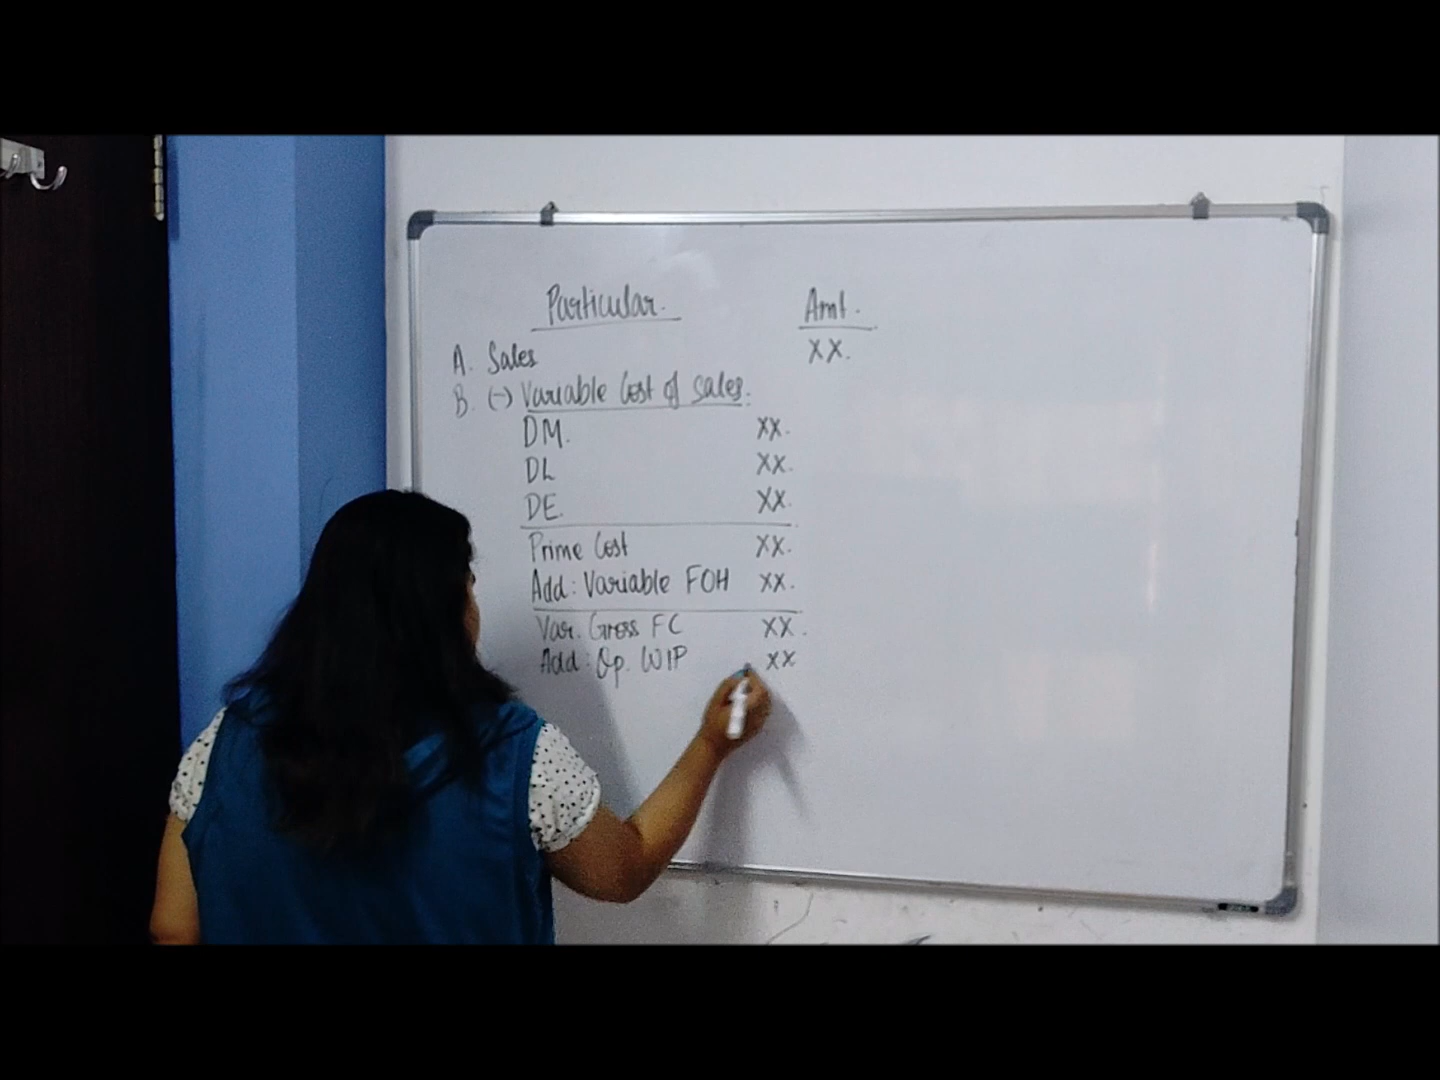 Particular. Amt.
A. Sales XX.
B. (-) Variable Cost of Sales.
DM. XX.
DL XX.
DE. XX.
Prime Cost XX.
Add: Variable FOH XX.
Var. Gross FC XX.
Add: Op. WIP XX